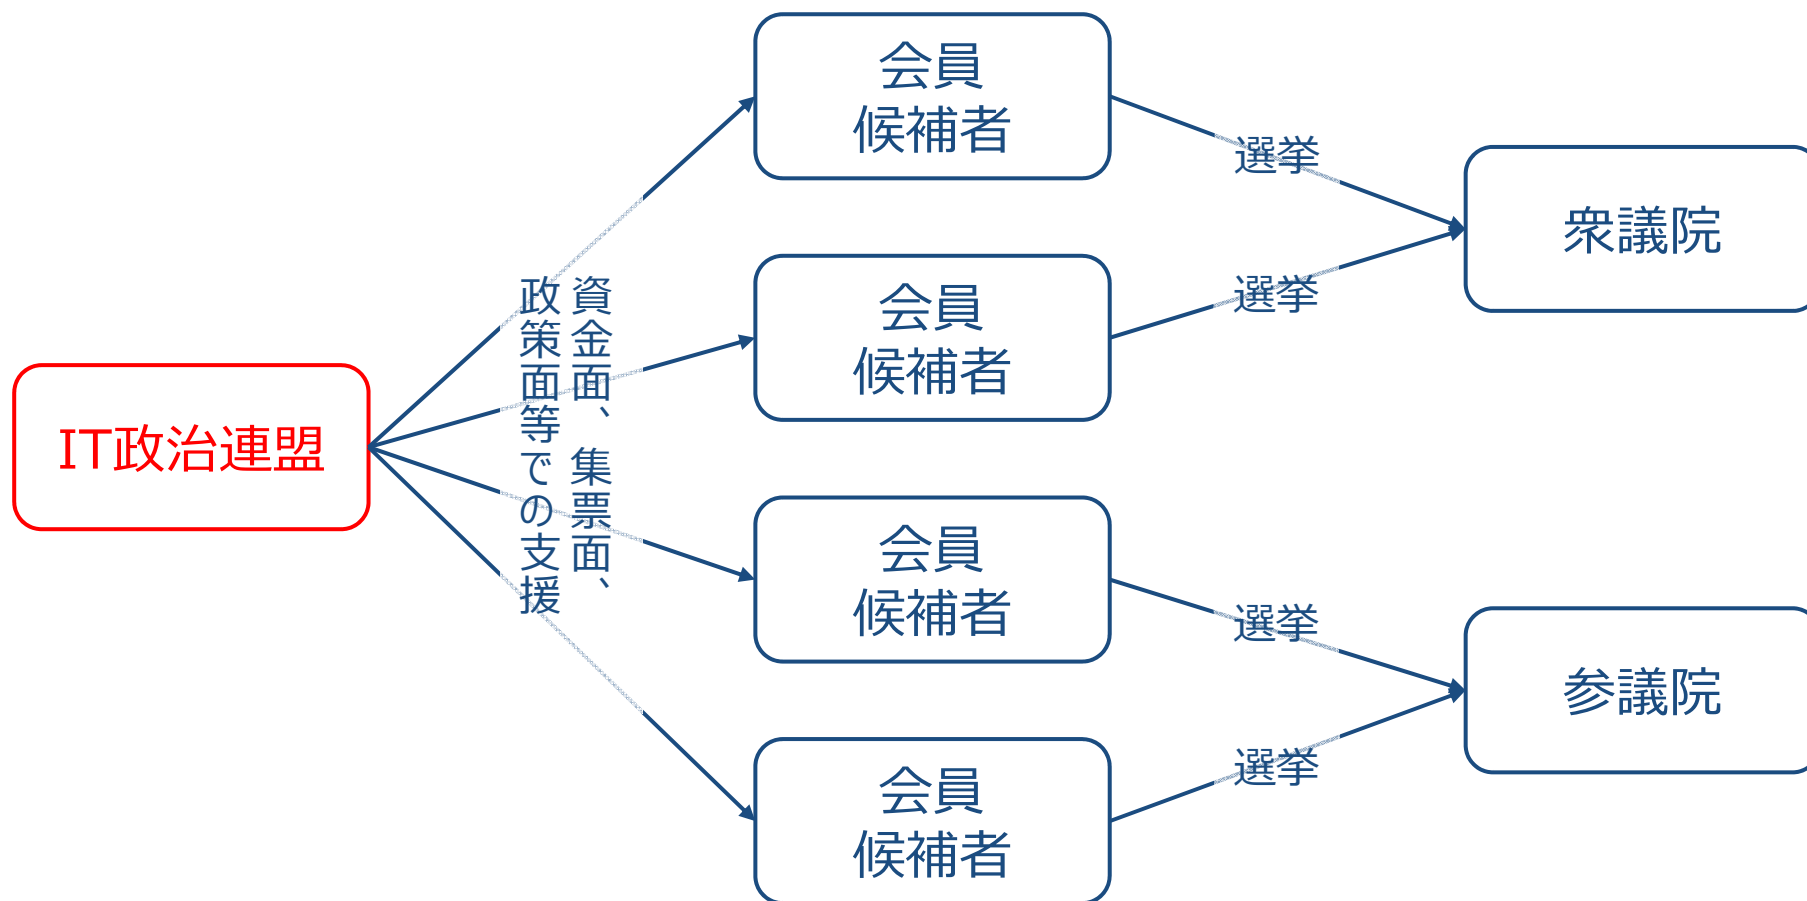 IT政治連盟
資金面、集票面、
政策面等での支援
会員
候補者
会員
候補者
会員
候補者
会員
候補者
選挙
選挙
選挙
選挙
衆議院
参議院